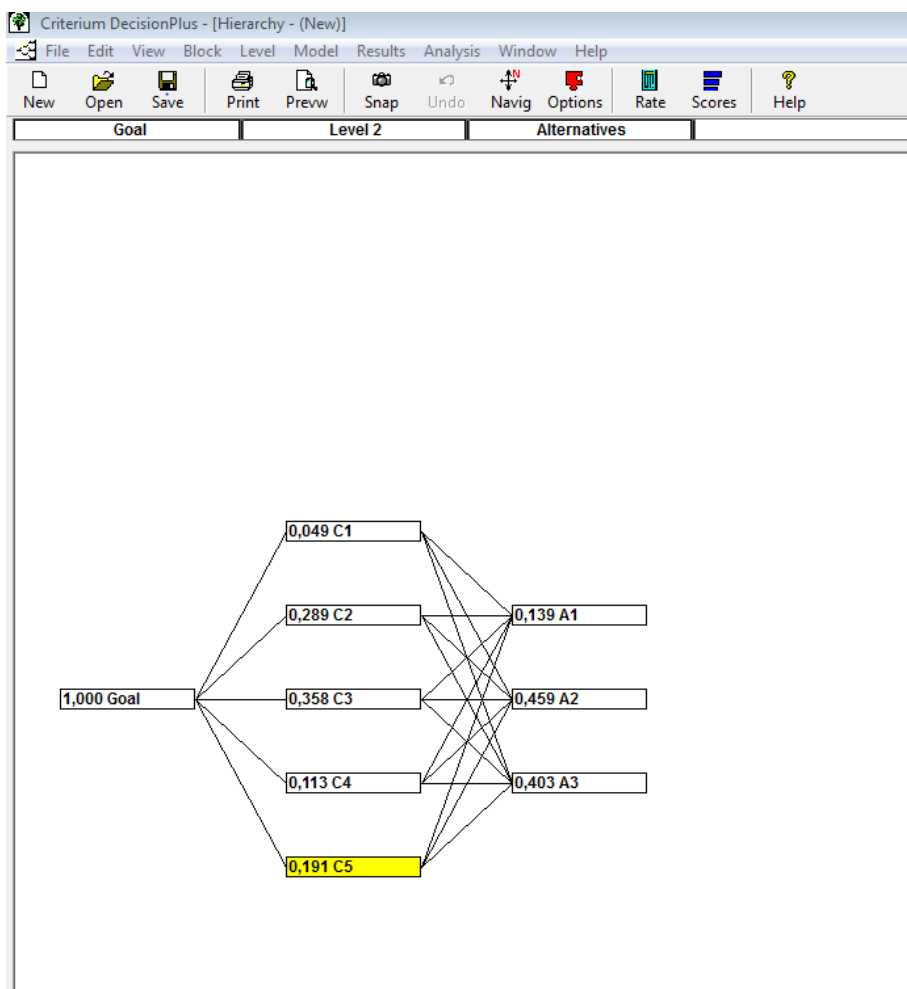 Criterium DecisionPlus - [Hierarchy - (New)]
File Edit View Block Level Model Results Analysis Window Help
New Open Save Print Prevw Snap Undo Navig Options Rate Scores Help
Goal Level 2 Alternatives
0,049 C1
0,289 C2 0,139 A1
1,000 Goal 0,358 C3 0,459 A2
0,113 C4 0,403 A3
0,191 C5